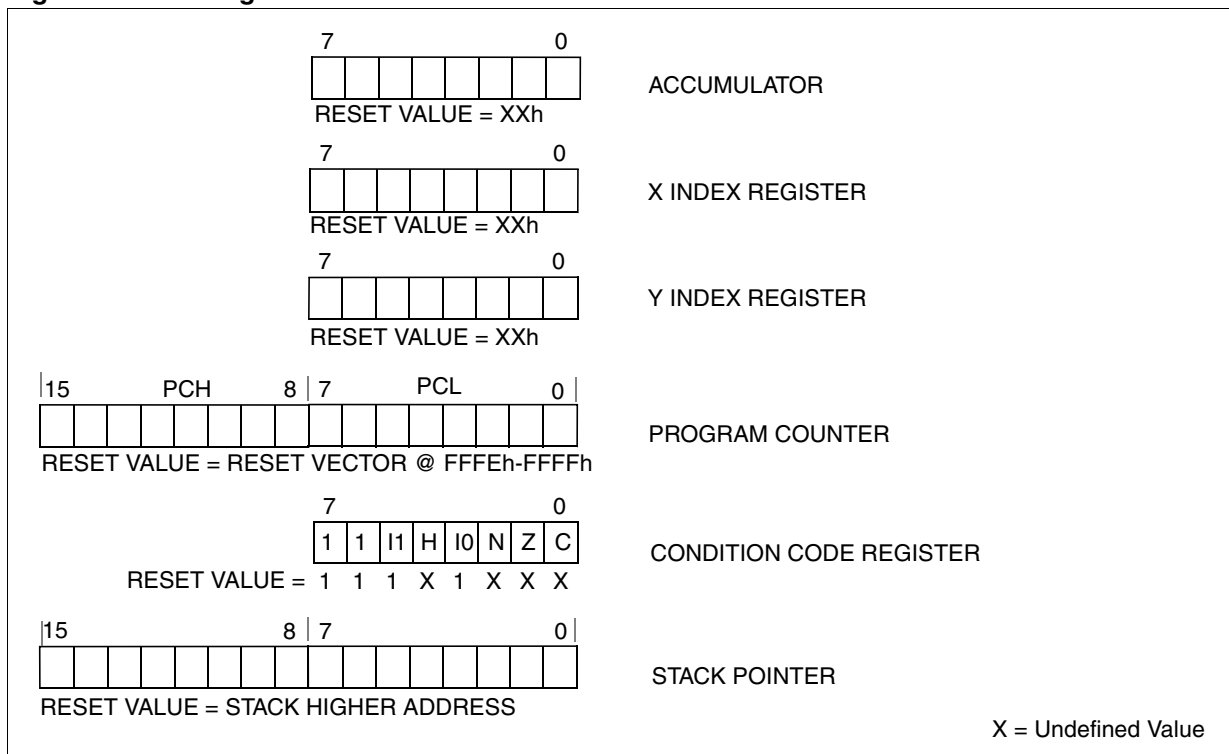 7 0
ACCUMULATOR
RESET VALUE = XXh
7 0
X INDEX REGISTER
RESET VALUE = XXh
7 0
Y INDEX REGISTER
RESET VALUE = XXh
15 PCH 8 7 PCL 0
PROGRAM COUNTER
RESET VALUE = RESET VECTOR @ FFFEh-FFFFh
7 0
1 1 I1 H I0 N Z C
CONDITION CODE REGISTER
RESET VALUE = 1 1 1 X 1 X X X
15 8 7 0
STACK POINTER
RESET VALUE = STACK HIGHER ADDRESS
X = Undefined Value